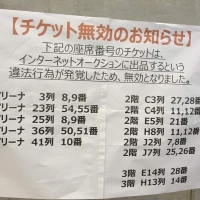 【チケット無効のお知らせ】
下記の座席番号のチケットは、
インターネットオークションに出品するという
違法行為が発覚したため、無効となりました。
リーナ 3列 8,9番
リーナ 23列 54,55番
リーナ 25列 8,9番
リーナ 36列 50,51番
リーナ 41列 10番
2階 C3列 27,28番
2階 C4列 11,12番
2階 E5列 21番
2階 H8列 11,12番
2階 J2列 7,8番
2階 J7列 25,26番
3階 E14列 28番
3階 H13列 14番